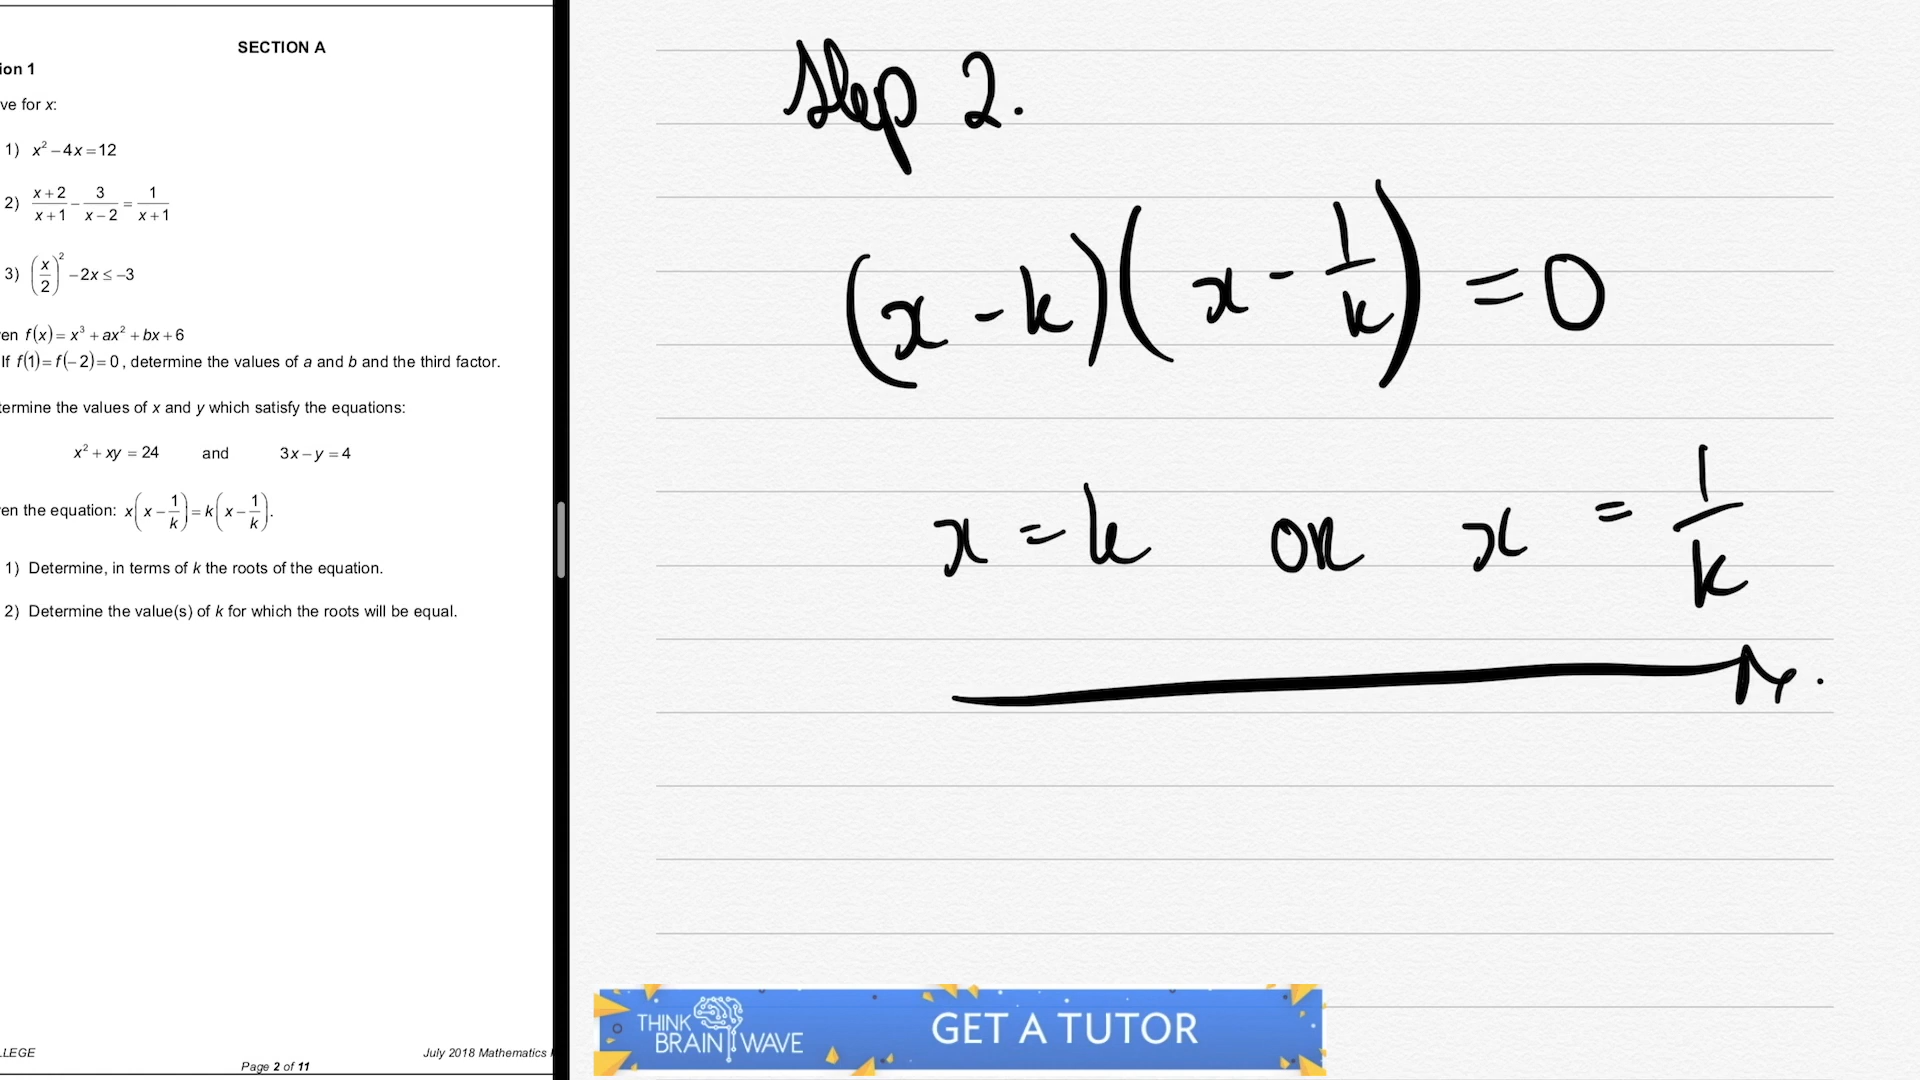 SECTION A
ion 1
ve for x:
1) x² – 4x = 12
2) (x + 2)/(x + 1) – 3/(x – 2) = 1/(x + 1)
3) (x/2)² – 2x ≤ –3
en f(x) = x³ + ax² + bx + 6
If f(1) = f(– 2) = 0, determine the values of a and b and the third factor.
termine the values of x and y which satisfy the equations:
x² + xy = 24 and 3x – y = 4
en the equation: x(x – 1/k) = k(x – 1/k).
1) Determine, in terms of k the roots of the equation.
2) Determine the value(s) of k for which the roots will be equal.
LLEGE
July 2018 Mathematics
Page 2 of 11
Step 2.
(x - k)(x - 1/k) = 0
x = k or x = 1/k
THINK BRAIN WAVE
GET A TUTOR